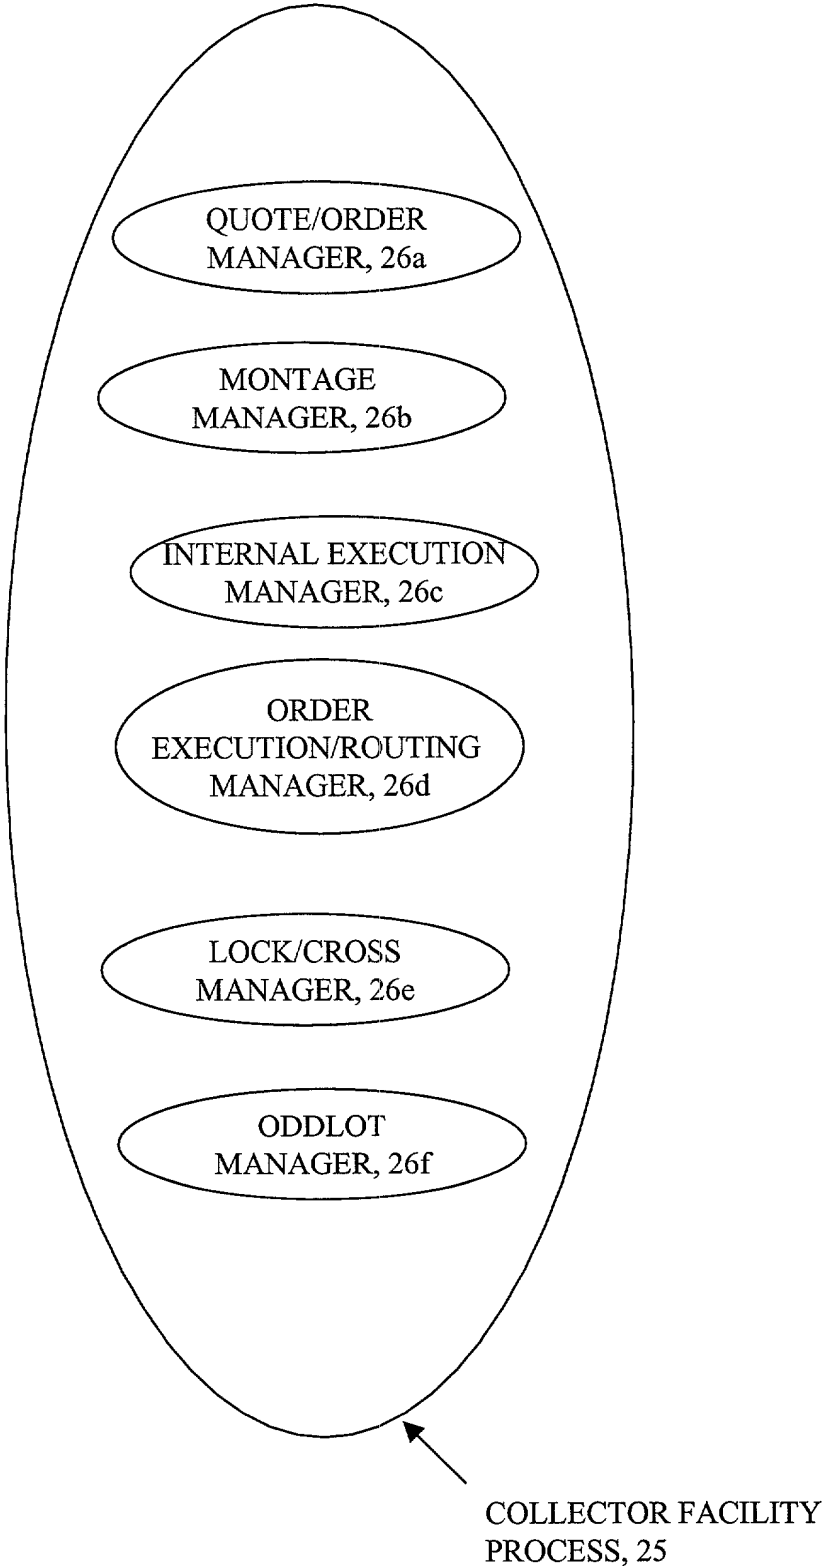 QUOTE/ORDER
MANAGER, 26a
MONTAGE
MANAGER, 26b
INTERNAL EXECUTION
MANAGER, 26c
ORDER
EXECUTION/ROUTING
MANAGER, 26d
LOCK/CROSS
MANAGER, 26e
ODDLOT
MANAGER, 26f
COLLECTOR FACILITY
PROCESS, 25